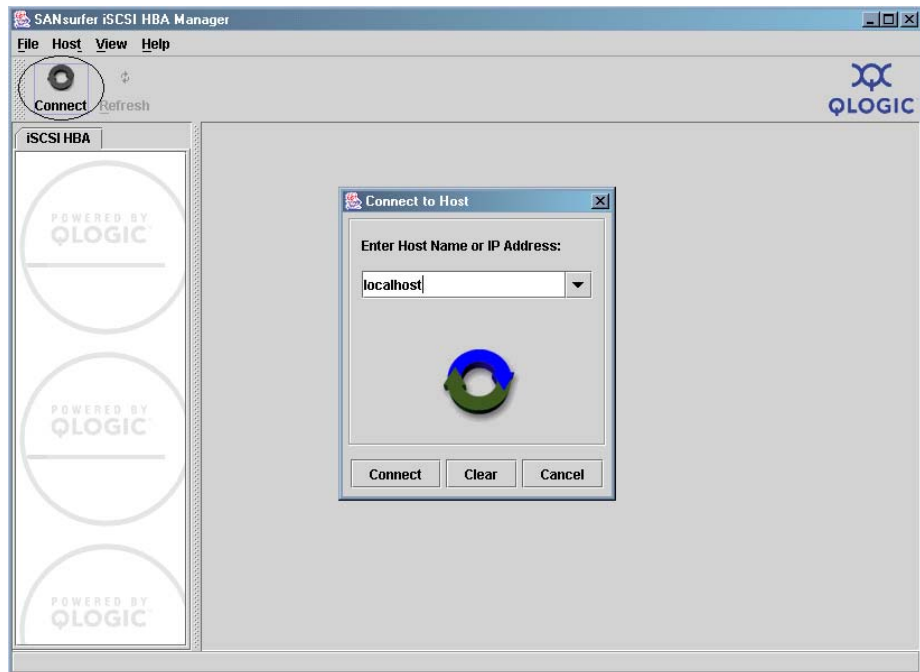 SANsurfer iSCSI HBA Manager
File Host View Help
Connect Refresh
QLOGIC
iSCSI HBA
POWERED BY
QLOGIC
POWERED BY
QLOGIC
POWERED BY
QLOGIC
Connect to Host
Enter Host Name or IP Address:
localhost
Connect Clear Cancel